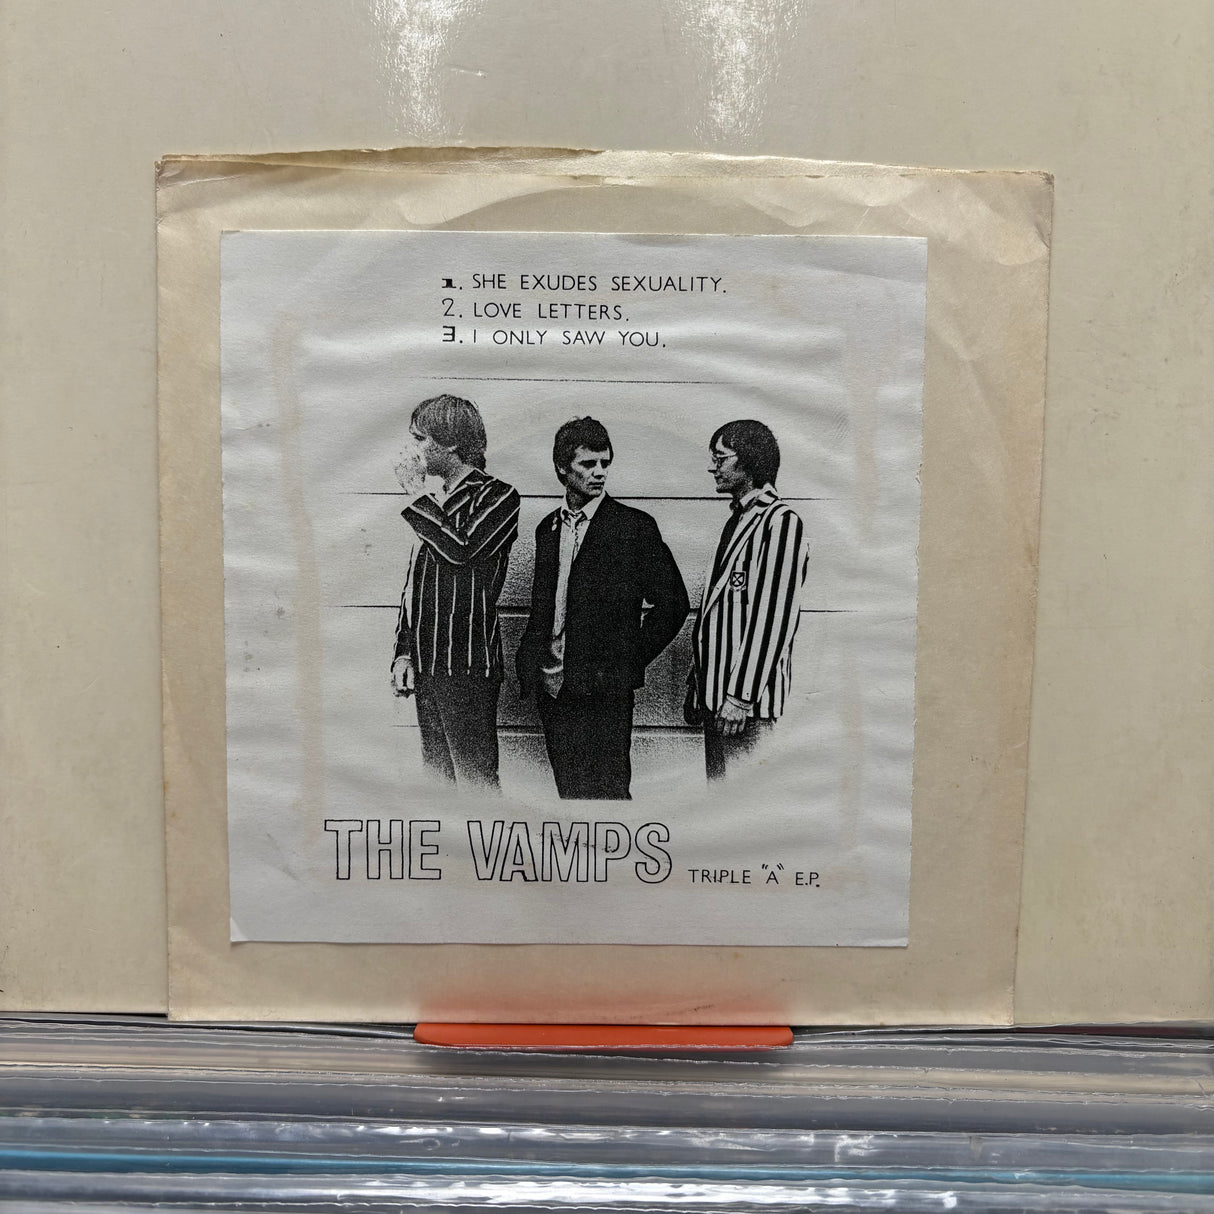 1. SHE EXUDES SEXUALITY.
2. LOVE LETTERS.
3. I ONLY SAW YOU.
THE VAMPS TRIPLE "A" E.P.